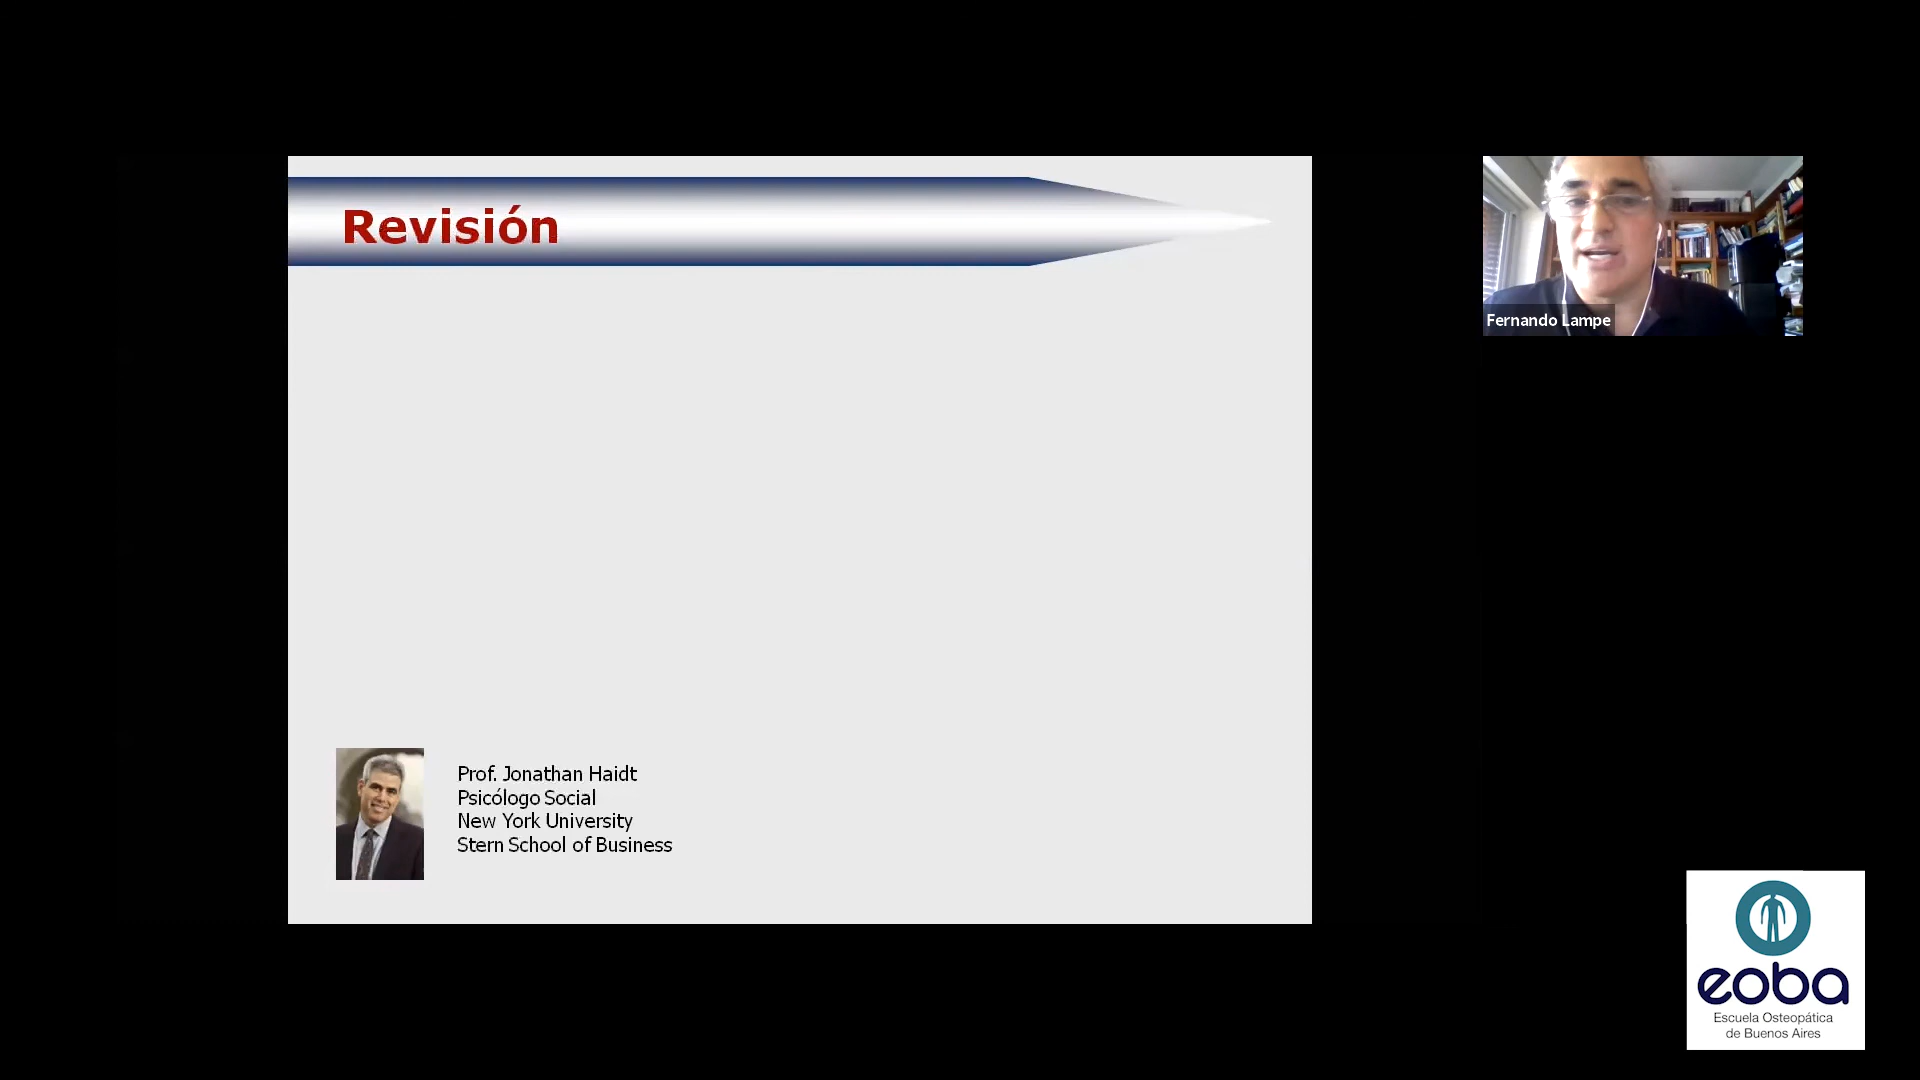 Revisión
Fernando Lampe
Prof. Jonathan Haidt
Psicólogo Social
New York University
Stern School of Business
eoba
Escuela Osteopática
de Buenos Aires